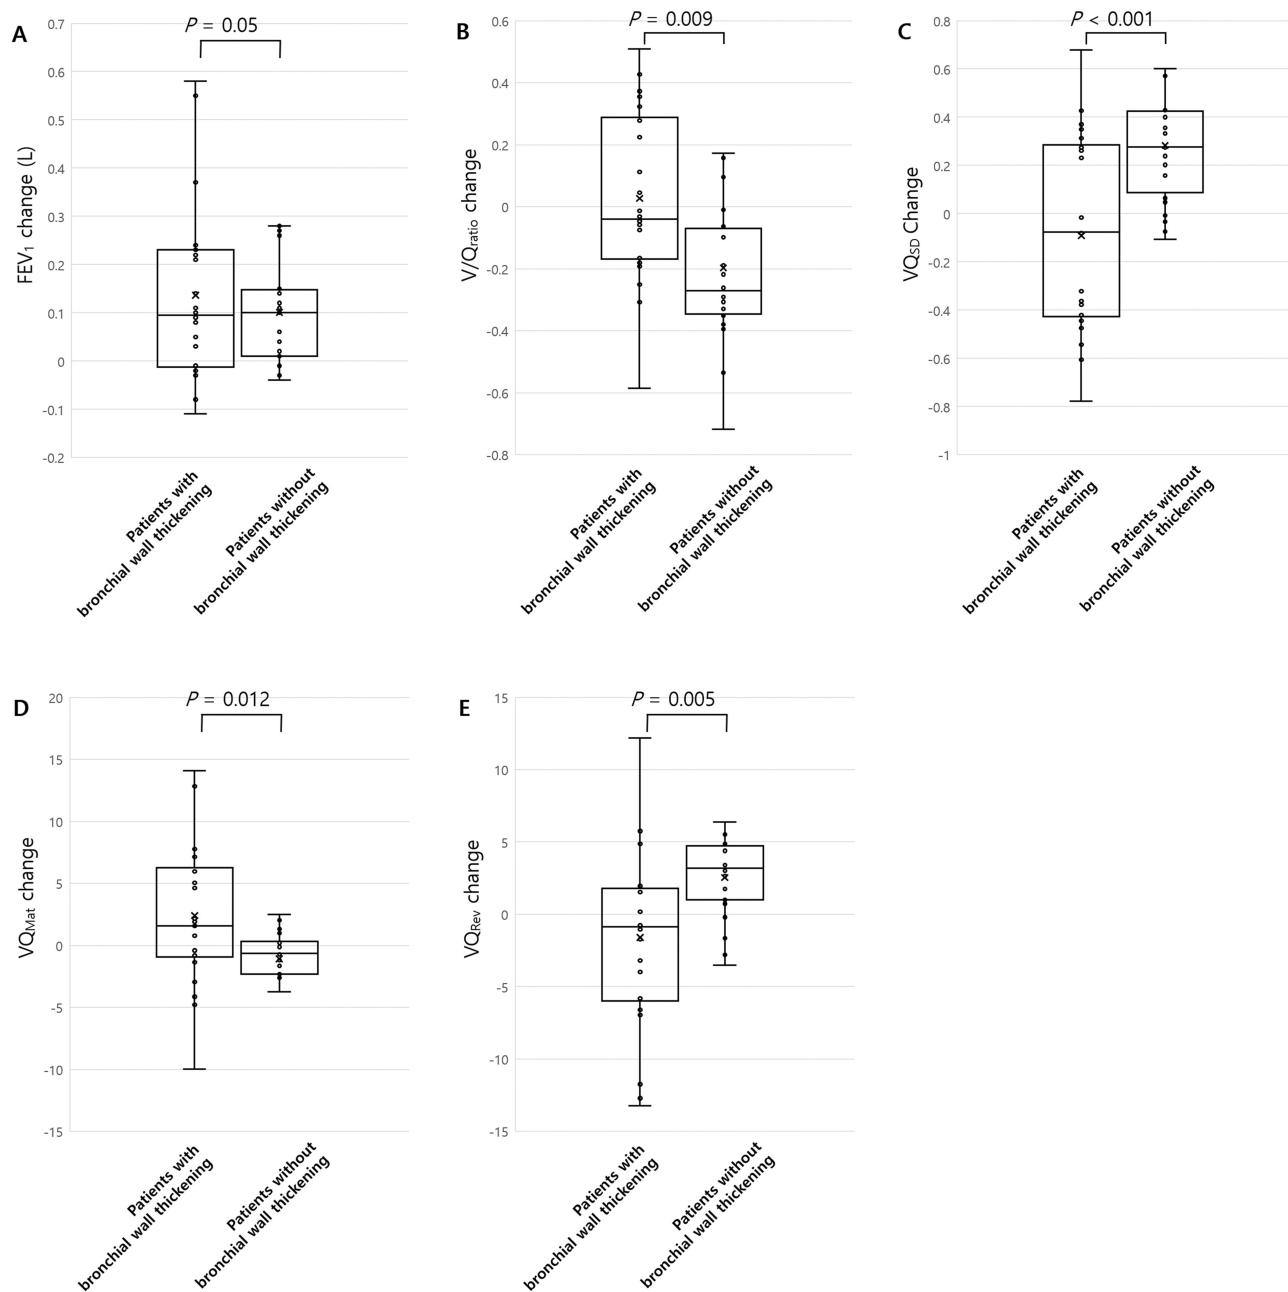 A
P = 0.05
FEV1 change (L)
0.7
0.6
0.5
0.4
0.3
0.2
0.1
0
-0.1
-0.2
Patients with
bronchial wall thickening
Patients without
bronchial wall thickening
B
P = 0.009
V/Qratio change
0.6
0.4
0.2
0
-0.2
-0.4
-0.6
-0.8
Patients with
bronchial wall thickening
Patients without
bronchial wall thickening
C
P < 0.001
VQSD Change
0.8
0.6
0.4
0.2
0
-0.2
-0.4
-0.6
-0.8
-1
Patients with
bronchial wall thickening
Patients without
bronchial wall thickening
D
P = 0.012
VQMat change
20
15
10
5
0
-5
-10
-15
Patients with
bronchial wall thickening
Patients without
bronchial wall thickening
E
P = 0.005
VQRev change
15
10
5
0
-5
-10
-15
Patients with
bronchial wall thickening
Patients without
bronchial wall thickening